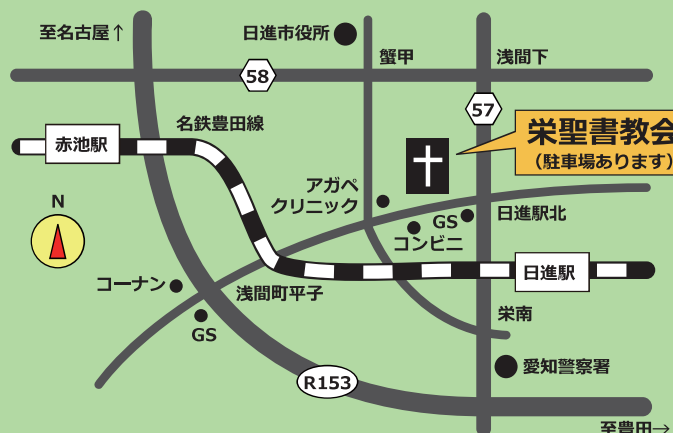 至名古屋↑
日進市役所
蟹甲
浅間下
58
57
名鉄豊田線
赤池駅
栄聖書教会
（駐車場あります）
N
アガペ
クリニック
GS
コンビニ
日進駅北
日進駅
コーナン
浅間町平子
GS
栄南
愛知警察署
R153
至豊田→